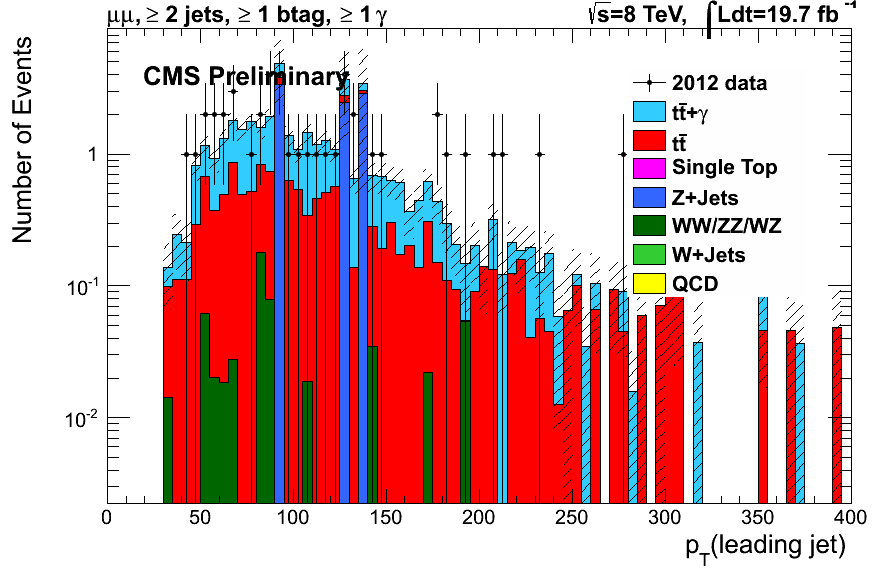 μμ, ≥ 2 jets, ≥ 1 btag, ≥ 1 γ
√s=8 TeV, ∫Ldt=19.7 fb⁻¹
CMS Preliminary
Number of Events
2012 data
tt̄+γ
tt̄
Single Top
Z+Jets
WW/ZZ/WZ
W+Jets
QCD
1
10⁻¹
10⁻²
0 50 100 150 200 250 300 350 400
p_T(leading jet)